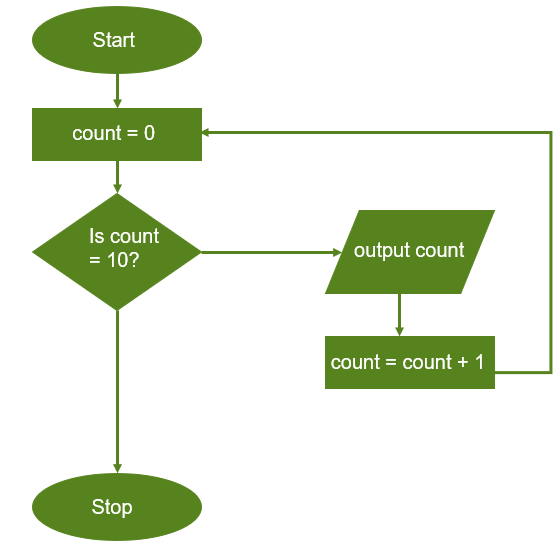 Start
count = 0
Is count
= 10?
output count
count = count + 1
Stop